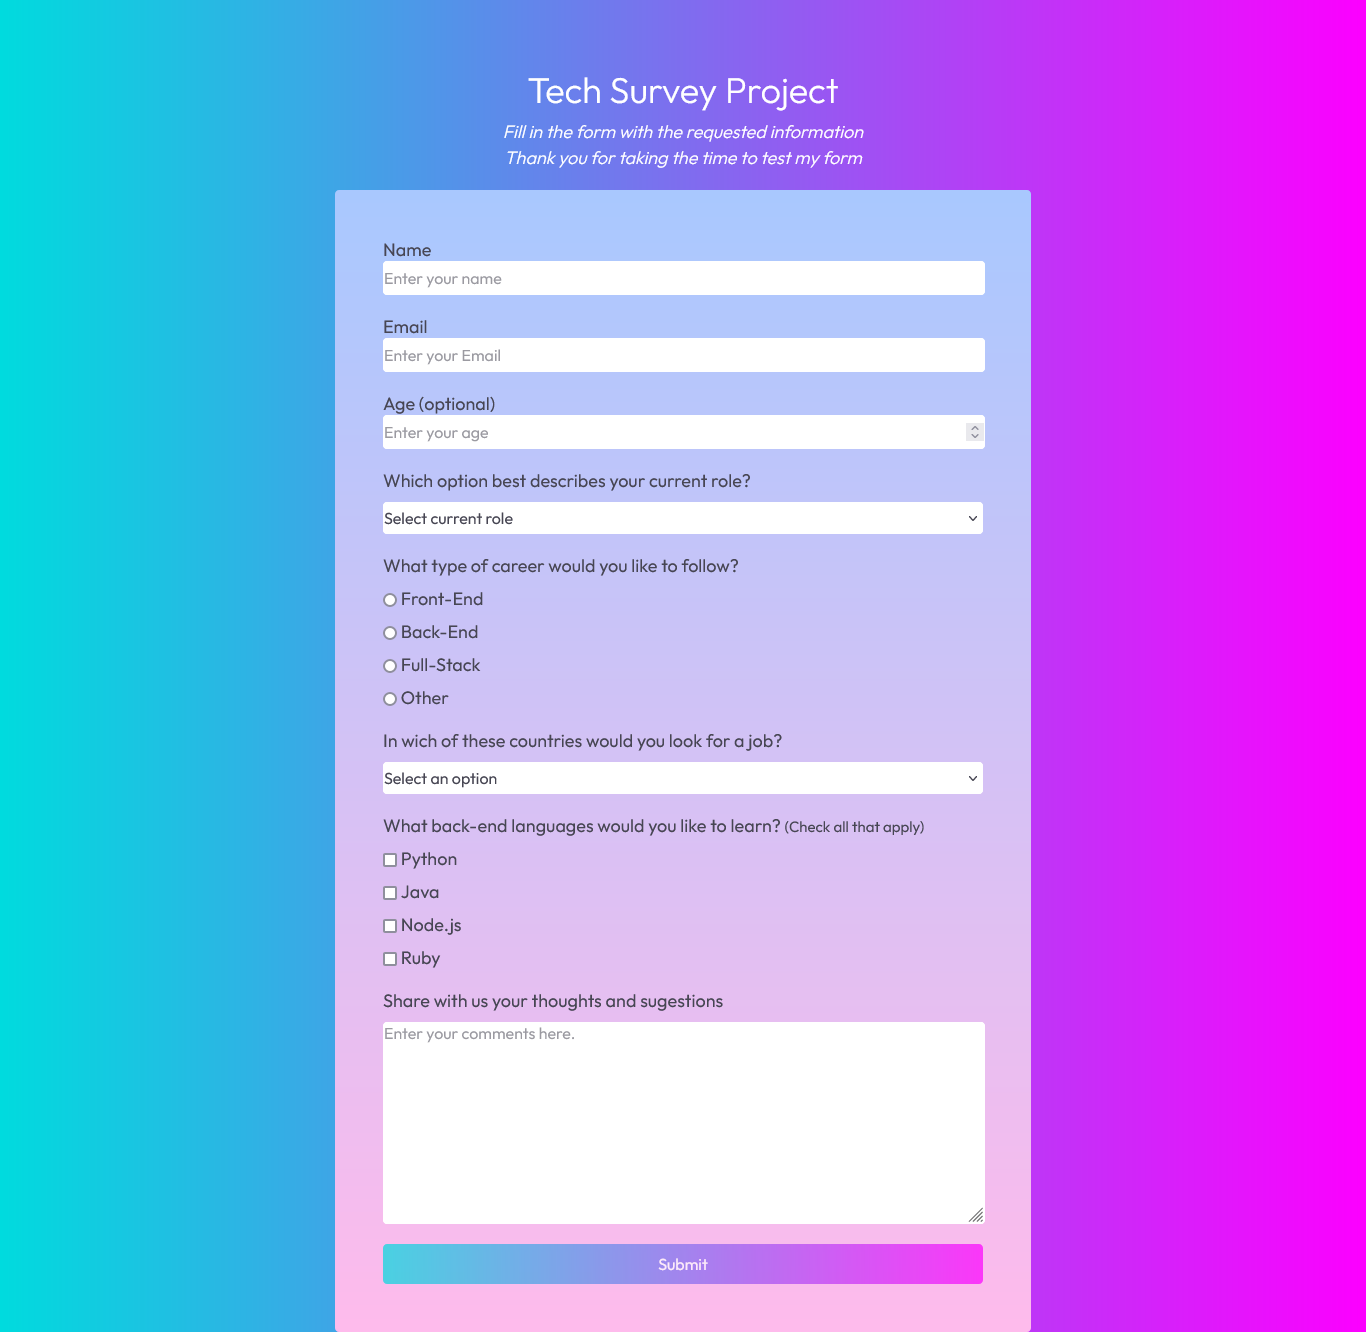 Tech Survey Project
Fill in the form with the requested information
Thank you for taking the time to test my form
Name
Enter your name
Email
Enter your Email
Age (optional)
Enter your age
Which option best describes your current role?
Select current role
What type of career would you like to follow?
Front-End
Back-End
Full-Stack
Other
In wich of these countries would you look for a job?
Select an option
What back-end languages would you like to learn? (Check all that apply)
Python
Java
Node.js
Ruby
Share with us your thoughts and sugestions
Enter your comments here.
Submit